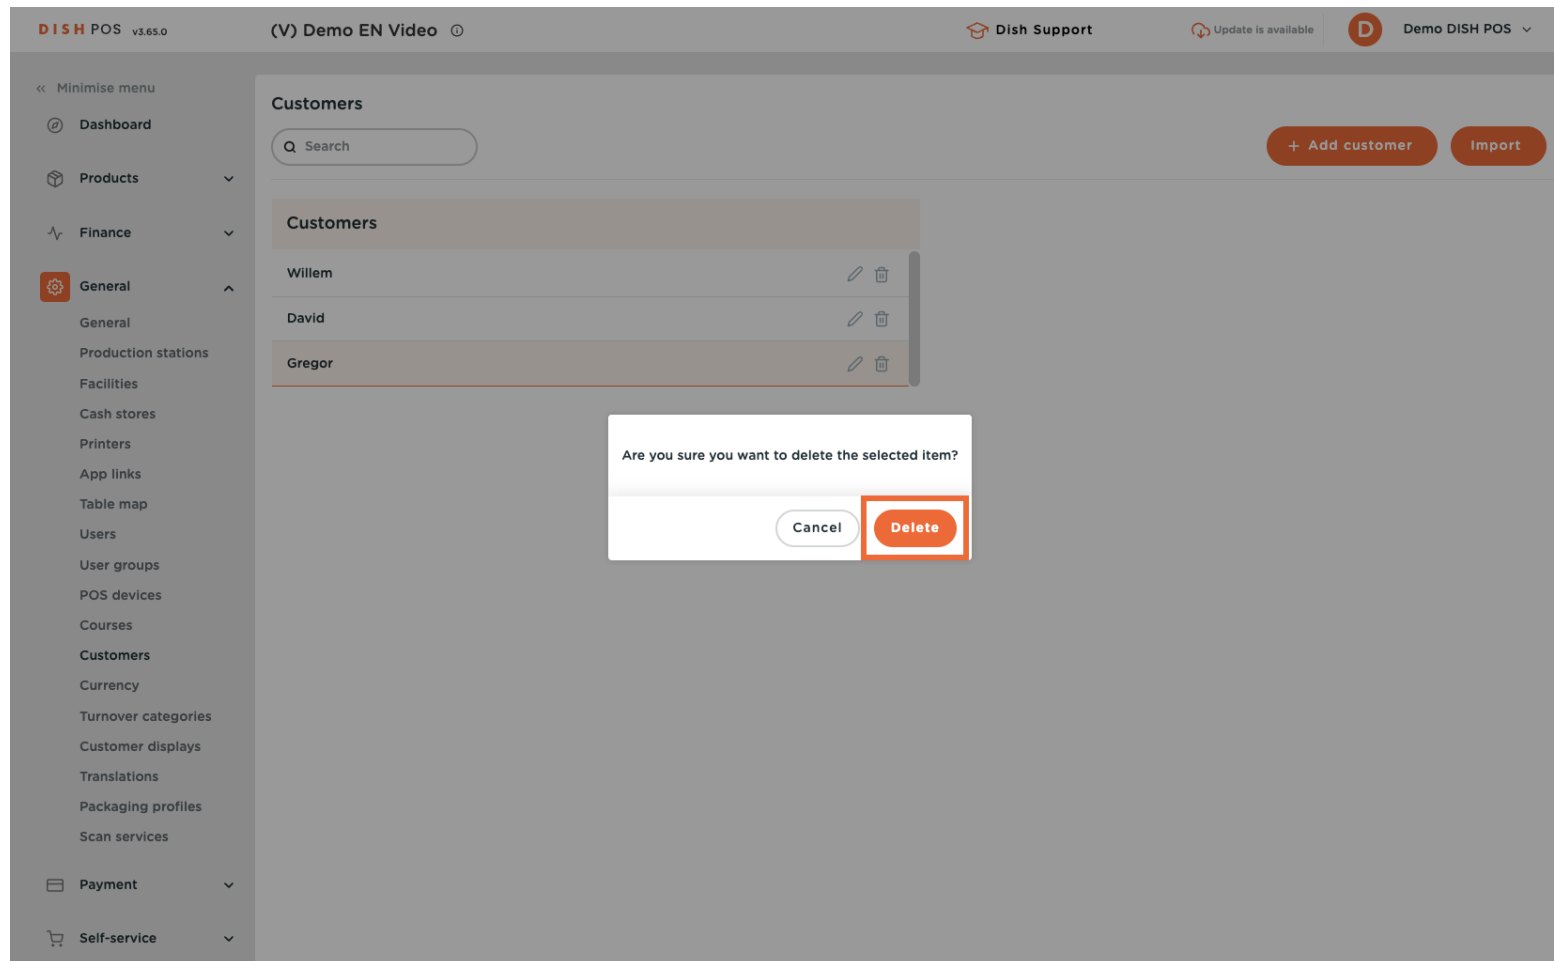 DISH POS v3.65.0
(V) Demo EN Video
Dish Support
Update is available
D
Demo DISH POS
Minimise menu
Dashboard
Products
Finance
General
General
Production stations
Facilities
Cash stores
Printers
App links
Table map
Users
User groups
POS devices
Courses
Customers
Currency
Turnover categories
Customer displays
Translations
Packaging profiles
Scan services
Payment
Self-service
Customers
Search
+ Add customer
Import
Customers
Willem
David
Gregor
Are you sure you want to delete the selected item?
Cancel
Delete